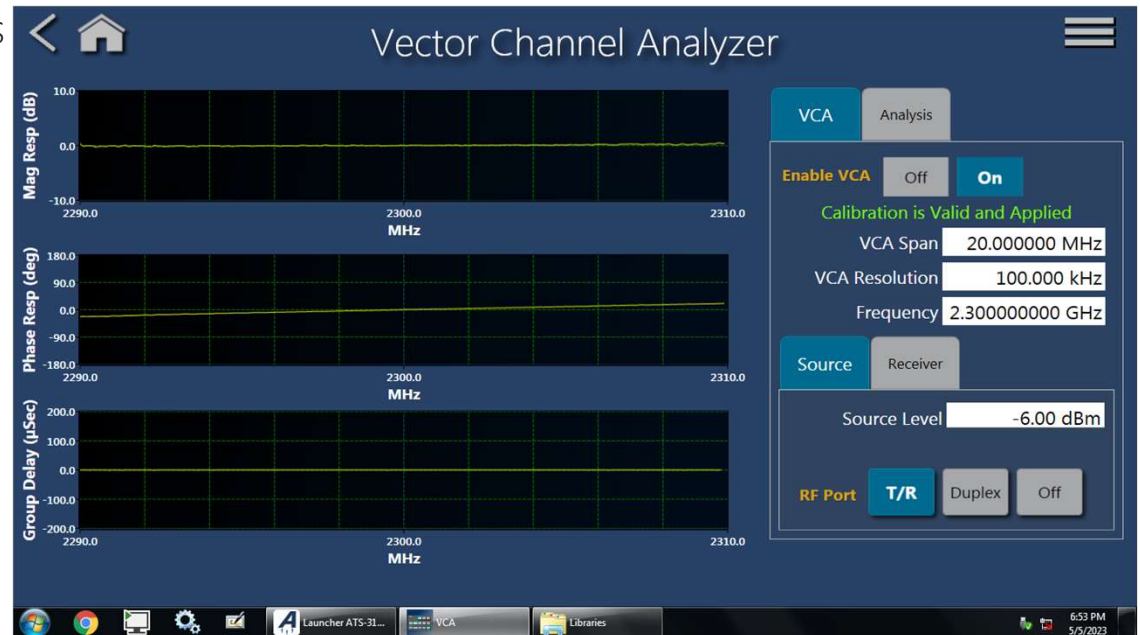 S
Vector Channel Analyzer
Mag Resp (dB)
10.0
0.0
-10.0
2290.0 2300.0 2310.0
MHz
Phase Resp (deg)
180.0
90.0
0.0
-90.0
-180.0
2290.0 2300.0 2310.0
MHz
Group Delay (µSec)
200.0
100.0
0.0
-100.0
-200.0
2290.0 2300.0 2310.0
MHz
VCA Analysis
Enable VCA Off On
Calibration is Valid and Applied
VCA Span 20.000000 MHz
VCA Resolution 100.000 kHz
Frequency 2.300000000 GHz
Source Receiver
Source Level -6.00 dBm
RF Port T/R Duplex Off
Launcher ATS-31... VCA Libraries
6:53 PM
5/5/2023